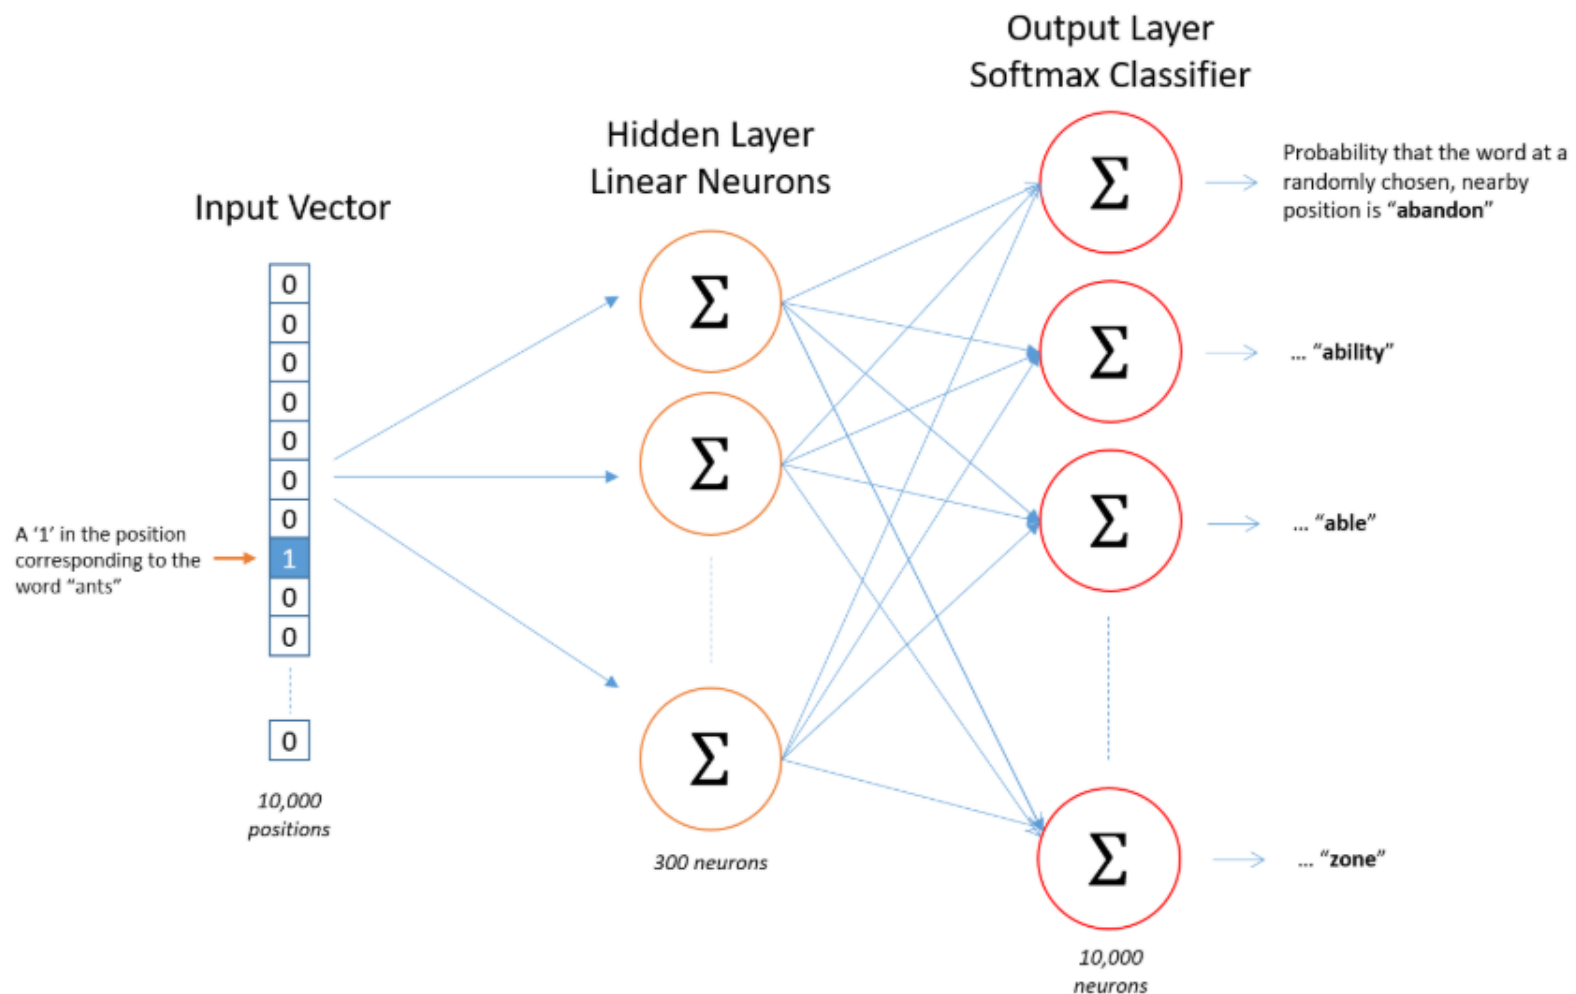 Output Layer
Softmax Classifier
Hidden Layer
Linear Neurons
Input Vector
0
0
0
0
0
0
0
1
0
0
0
A ‘1’ in the position
corresponding to the
word “ants”
10,000
positions
Σ
Σ
Σ
300 neurons
Σ
Σ
Σ
Σ
10,000
neurons
Probability that the word at a
randomly chosen, nearby
position is “abandon”
... “ability”
... “able”
... “zone”